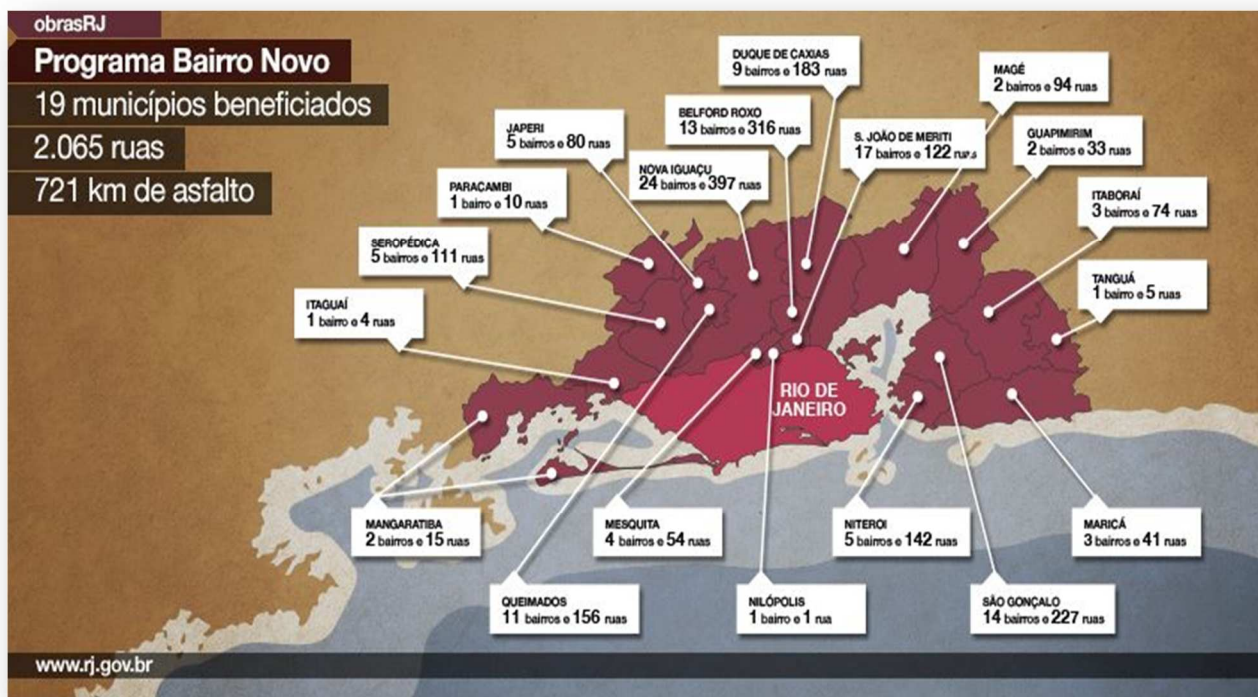 obrasRJ
Programa Bairro Novo
19 municípios beneficiados
2.065 ruas
721 km de asfalto
DUQUE DE CAXIAS
9 bairros e 183 ruas
MAGÉ
2 bairros e 94 ruas
BELFORD ROXO
13 bairros e 316 ruas
JAPERI
5 bairros e 80 ruas
S. JOÃO DE MERITI
17 bairros e 122 ruas
GUAPIMIRIM
2 bairros e 33 ruas
NOVA IGUAÇU
24 bairros e 397 ruas
PARACAMBI
1 bairro e 10 ruas
ITABORAÍ
3 bairros e 74 ruas
SEROPÉDICA
5 bairros e 111 ruas
TANGUÁ
1 bairro e 5 ruas
ITAGUAÍ
1 bairro e 4 ruas
RIO DE
JANEIRO
MANGARATIBA
2 bairros e 15 ruas
MESQUITA
4 bairros e 54 ruas
NITEROI
5 bairros e 142 ruas
MARICÁ
3 bairros e 41 ruas
QUEIMADOS
11 bairros e 156 ruas
NILÓPOLIS
1 bairro e 1 rua
SÃO GONÇALO
14 bairros e 227 ruas
www.rj.gov.br